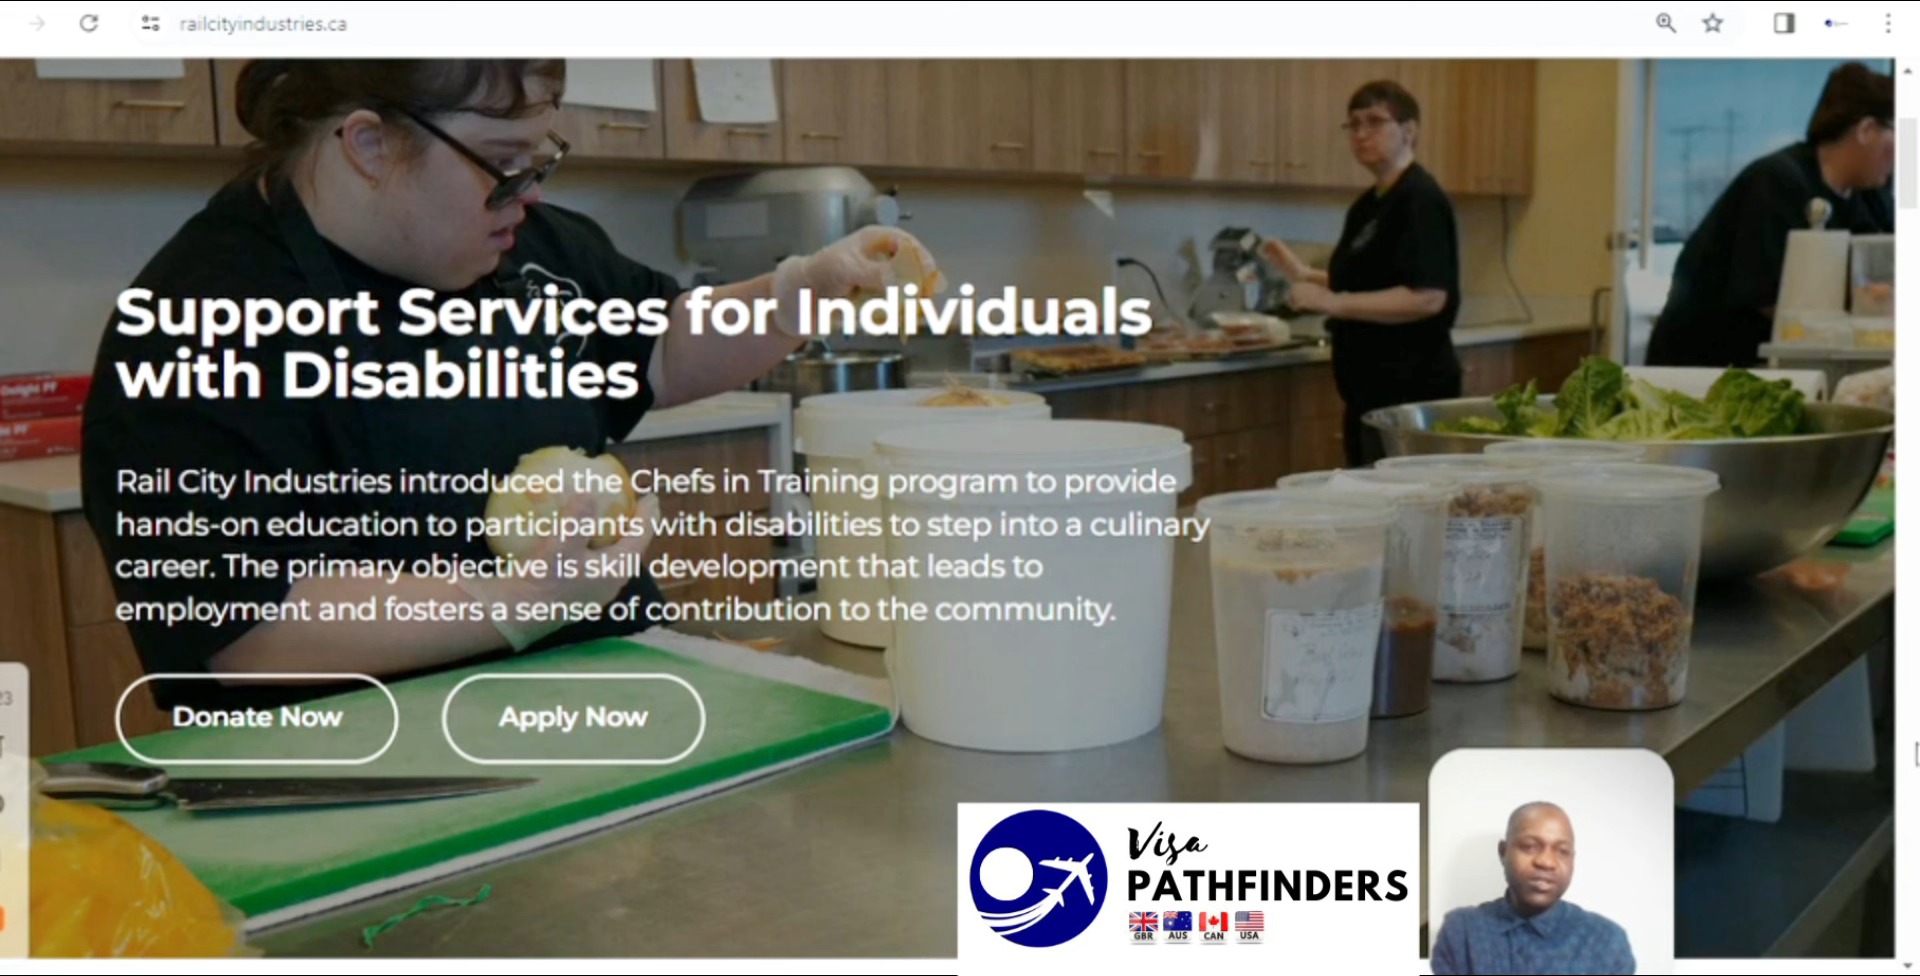 railcityindustries.ca
Support Services for Individuals
with Disabilities
Delight PF
Rail City Industries introduced the Chefs in Training program to provide
hands-on education to participants with disabilities to step into a culinary
career. The primary objective is skill development that leads to
employment and fosters a sense of contribution to the community.
23
Donate Now
Apply Now
Visa
PATHFINDERS
GBR AUS CAN USA